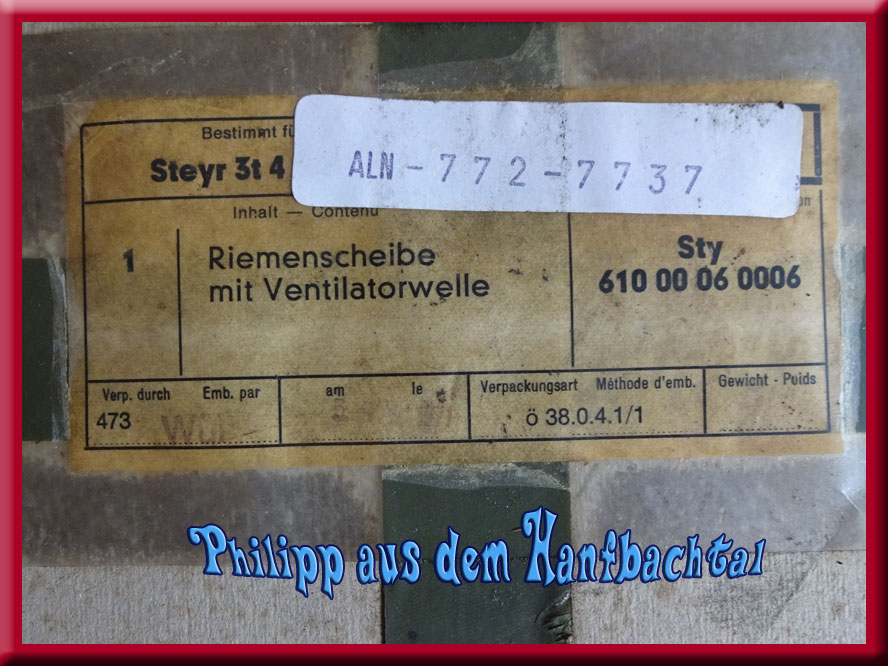 Bestimmt
Steyr 3t 4
ALN-772-7737
Inhalt — Contenu
1
Riemenscheibe
mit Ventilatorwelle
Sty
610 00 06 0006
Verp. durch Emb. par
473
am le
Verpackungsart Méthode d'emb.
ö 38.0.4.1/1
Gewicht - Poids
Philipp aus dem Hanfbachtal